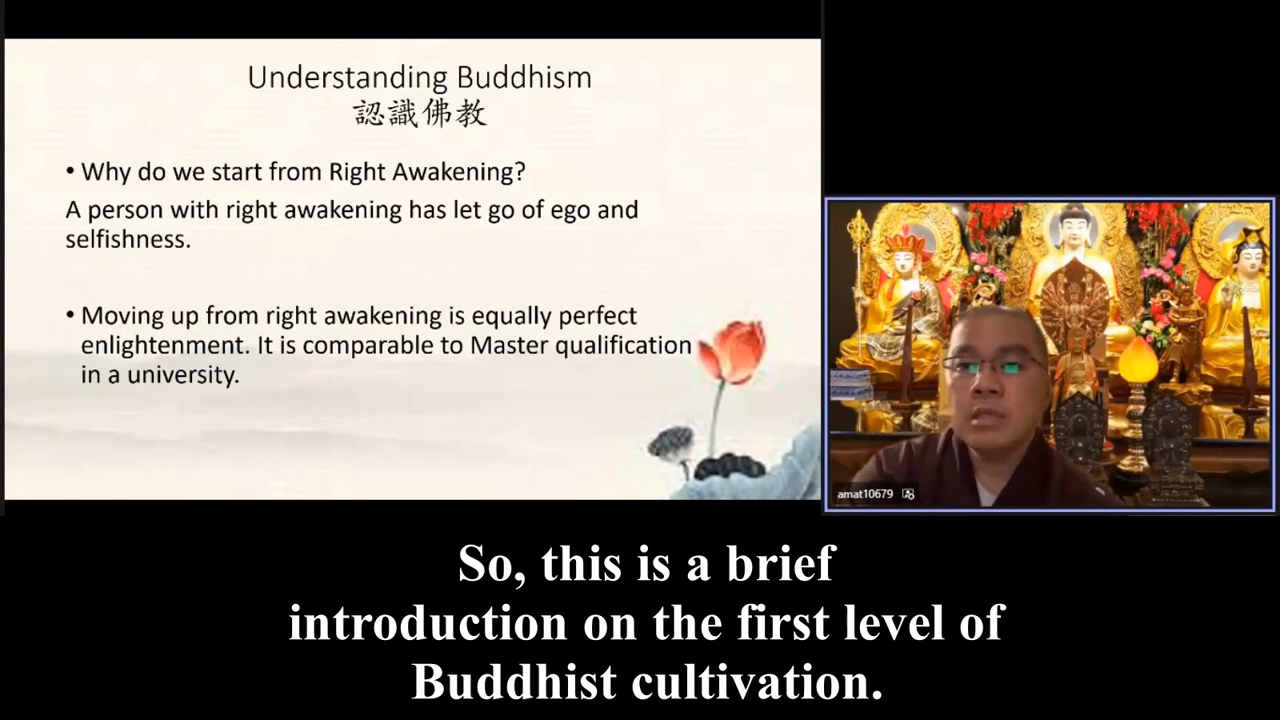 Understanding Buddhism
認識佛教
• Why do we start from Right Awakening?
A person with right awakening has let go of ego and
selfishness.
• Moving up from right awakening is equally perfect
enlightenment. It is comparable to Master qualification
in a university.
amat10679
So, this is a brief
introduction on the first level of
Buddhist cultivation.